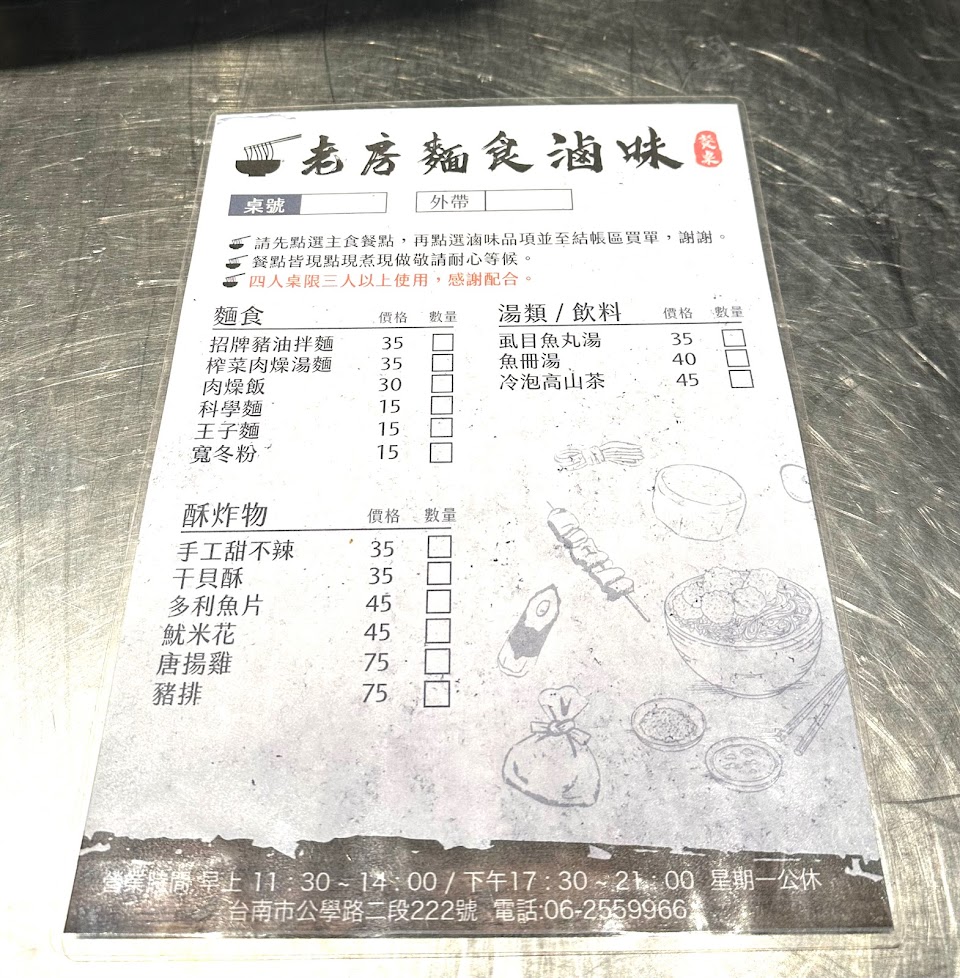 老房麵食滷味
桌號
外帶
請先點選主食餐點，再點選滷味品項並至結帳區買單，謝謝。
餐點皆現點現煮現做敬請耐心等候。
四人桌限三人以上使用，感謝配合。
麵食 價格 數量
招牌豬油拌麵 35
榨菜肉燥湯麵 35
肉燥飯 30
科學麵 15
王子麵 15
寬冬粉 15
酥炸物 價格 數量
手工甜不辣 35
干貝酥 35
多利魚片 45
魷米花 45
唐揚雞 75
豬排 75
湯類 / 飲料 價格 數量
虱目魚丸湯 35
魚冊湯 40
冷泡高山茶 45
營業時間 早上 11 : 30 ~ 14 : 00 / 下午17 : 30 ~ 21 : 00 星期一公休
台南市公學路二段222號 電話:06-2559966